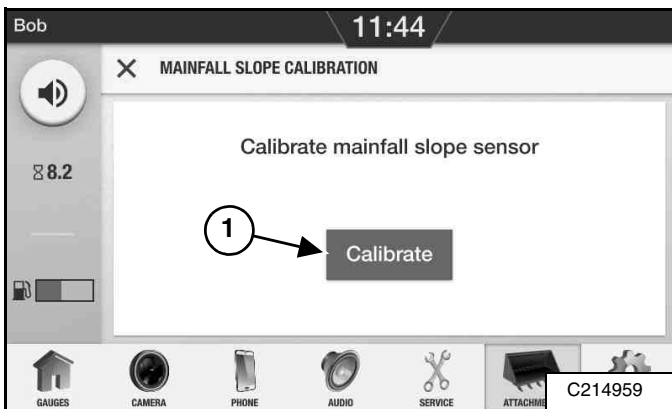 Bob
11:44
MAINFALL SLOPE CALIBRATION
8.2
Calibrate mainfall slope sensor
1
Calibrate
GAUGES
CAMERA
PHONE
AUDIO
SERVICE
C214959